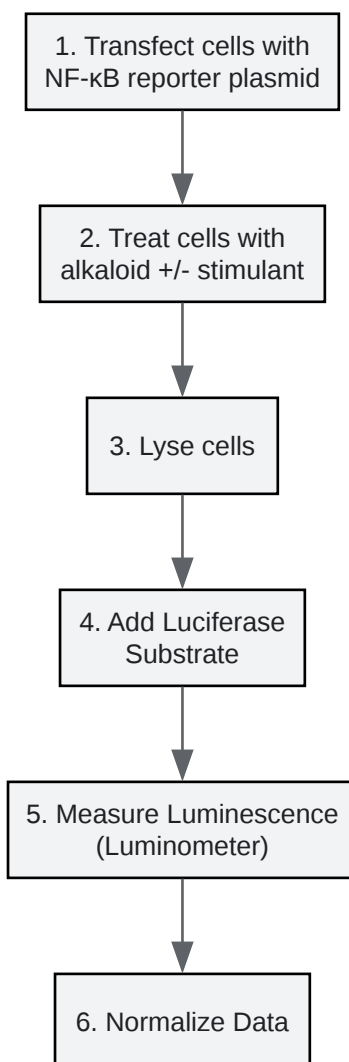 1. Transfect cells with
NF-κB reporter plasmid
2. Treat cells with
alkaloid +/- stimulant
3. Lyse cells
4. Add Luciferase
Substrate
5. Measure Luminescence
(Luminometer)
6. Normalize Data